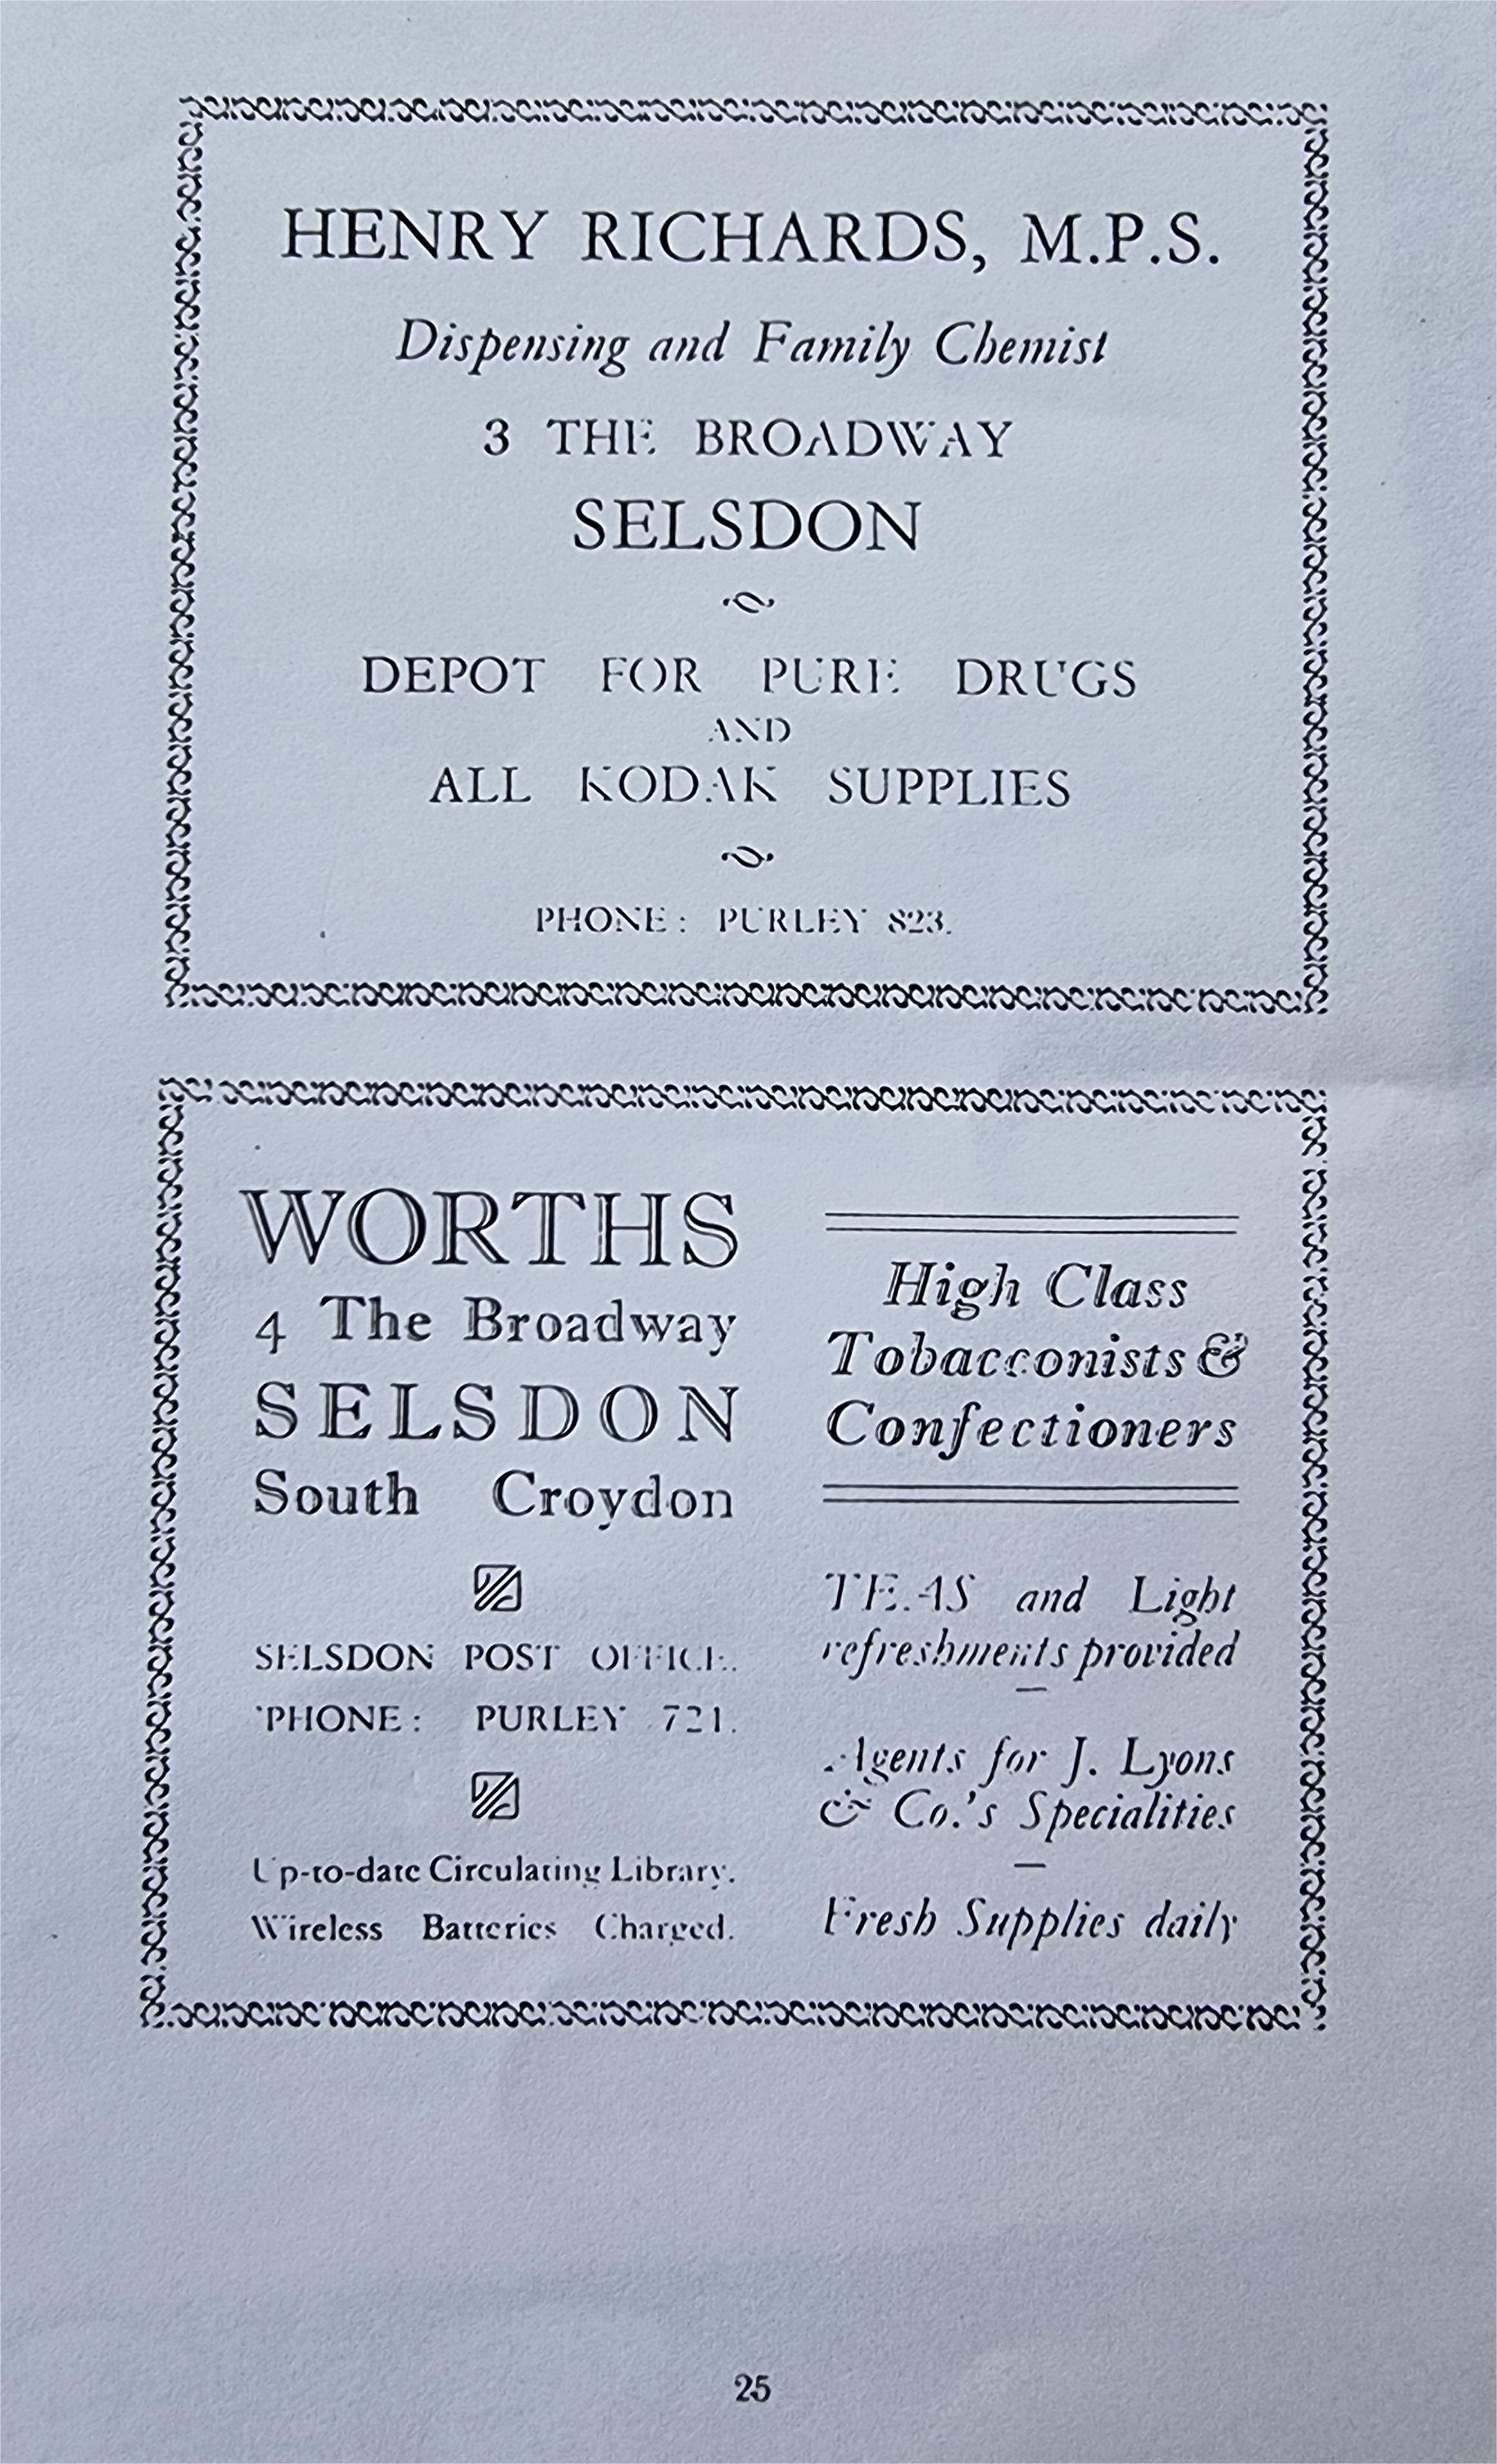 HENRY RICHARDS, M.P.S.
Dispensing and Family Chemist
3 THE BROADWAY
SELSDON
DEPOT FOR PURE DRUGS
AND
ALL KODAK SUPPLIES
PHONE: PURLEY 823.
WORTHS
4 The Broadway
SELSDON
South Croydon
SELSDON POST OFFICE.
'PHONE: PURLEY 721.
Up-to-date Circulating Library.
Wireless Batteries Charged.
High Class
Tobacconists &
Confectioners
TEAS and Light
refreshments provided
Agents for J. Lyons
& Co.'s Specialities
Fresh Supplies daily
25